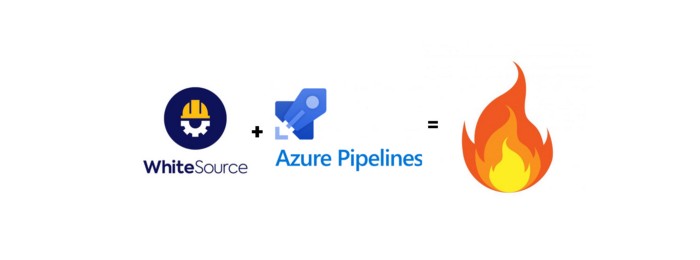 WhiteSource
+
Azure Pipelines
=